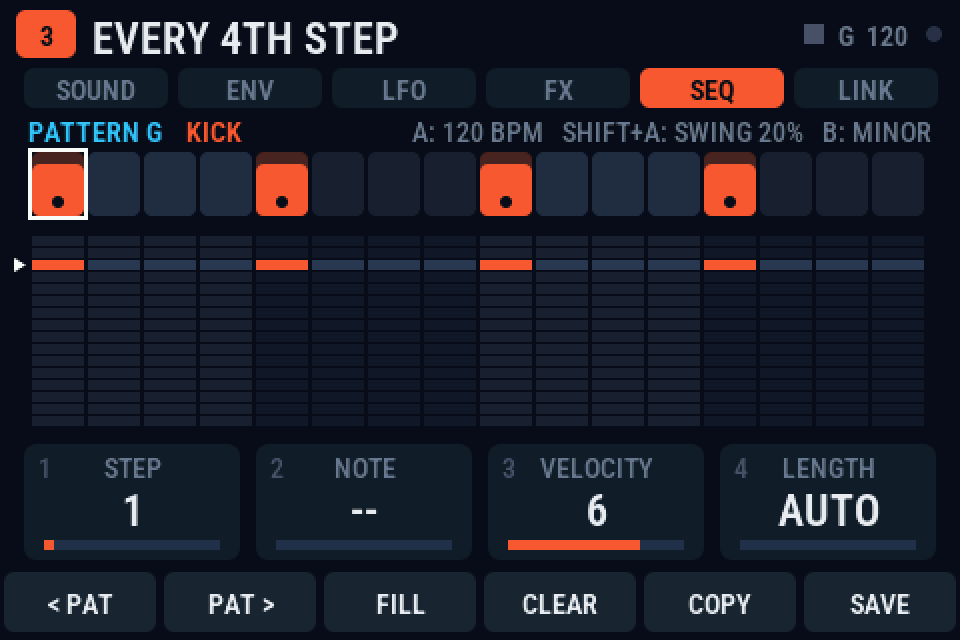 3 EVERY 4TH STEP G 120
SOUND ENV LFO FX SEQ LINK
PATTERN G KICK A: 120 BPM SHIFT+A: SWING 20% B: MINOR
1 STEP 2 NOTE 3 VELOCITY 4 LENGTH
1 -- 6 AUTO
< PAT PAT > FILL CLEAR COPY SAVE